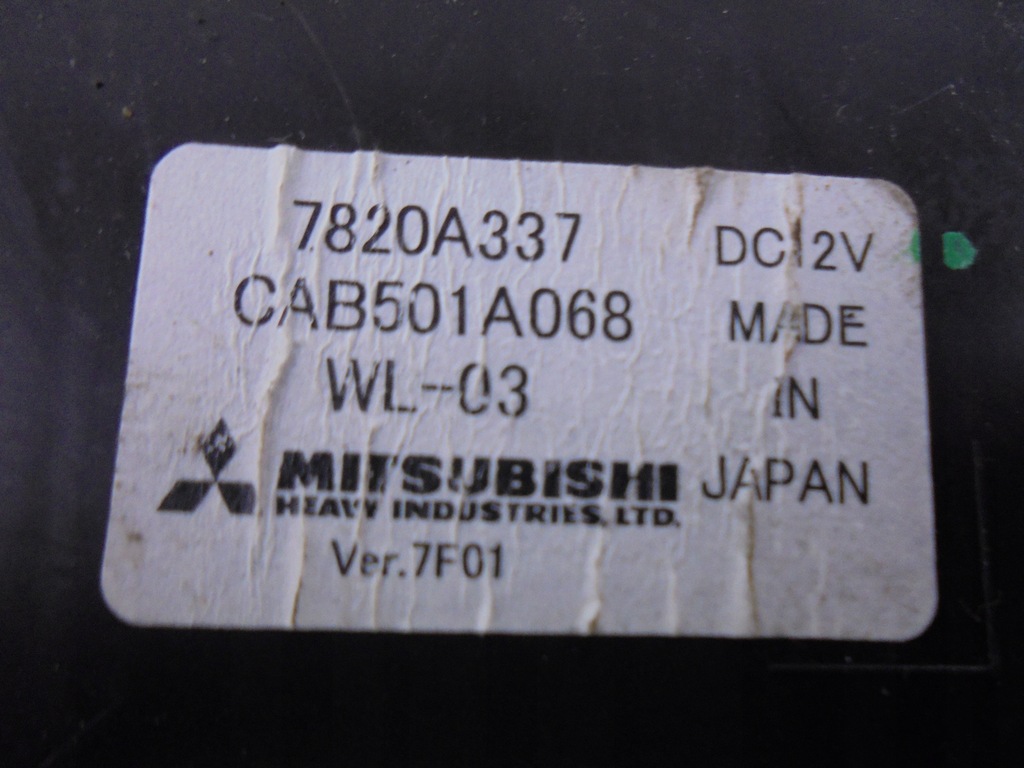 7820A337
CAB501A068
WL-03
MITSUBISHI
HEAVY INDUSTRIES, LTD.
Ver.7F01
DC12V
MADE
IN
JAPAN